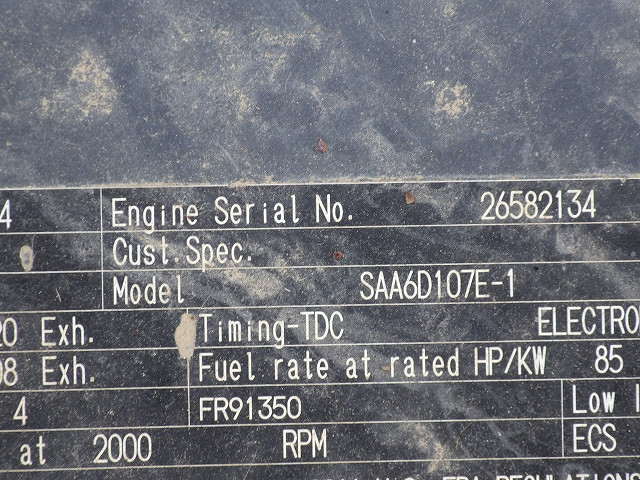 4 Engine Serial No. 26582134
Cust.Spec.
Model SAA6D107E-1
20 Exh. Timing-TDC ELECTRO
08 Exh. Fuel rate at rated HP/KW 85
4 FR91350 Low
at 2000 RPM ECS
REGULATIONS